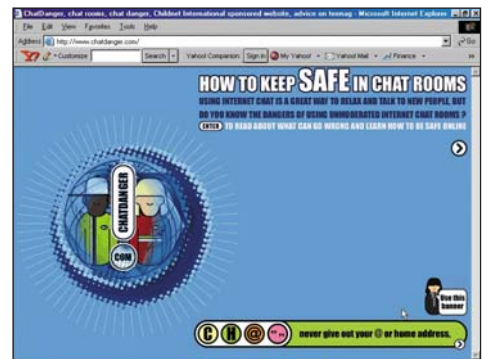 ChatDanger, chat rooms, chat danger, Childnet International sponsered website, advice on teenag - Microsoft Internet Explorer
File Edit View Favorites Tools Help
Address http://www.chatdanger.com/ Go
Y7 Customize Search Yahoo! Companion: Sign in My Yahoo! Yahoo! Mail Finance »
HOW TO KEEP SAFE IN CHAT ROOMS
USING INTERNET CHAT IS A GREAT WAY TO RELAX AND TALK TO NEW PEOPLE, BUT
DO YOU KNOW THE DANGERS OF USING UNMODERATED INTERNET CHAT ROOMS ?
ENTER TO READ ABOUT WHAT CAN GO WRONG AND LEARN HOW TO BE SAFE ONLINE
CHATDANGER
COM
Use this
banner
C H @ never give out your @ or home address,